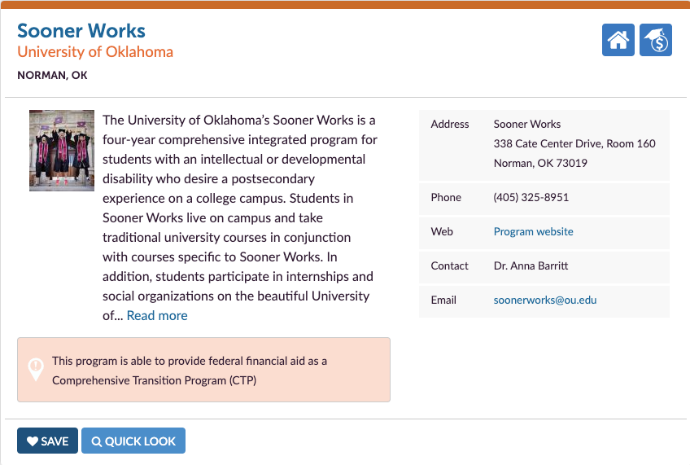 Sooner Works
University of Oklahoma
NORMAN, OK
The University of Oklahoma's Sooner Works is a
four-year comprehensive integrated program for
students with an intellectual or developmental
disability who desire a postsecondary
experience on a college campus. Students in
Sooner Works live on campus and take
traditional university courses in conjunction
with courses specific to Sooner Works. In
addition, students participate in internships and
social organizations on the beautiful University
of... Read more
This program is able to provide federal financial aid as a
Comprehensive Transition Program (CTP)
Address Sooner Works
338 Cate Center Drive, Room 160
Norman, OK 73019
Phone (405) 325-8951
Web Program website
Contact Dr. Anna Barritt
Email soonerworks@ou.edu
SAVE QUICK LOOK